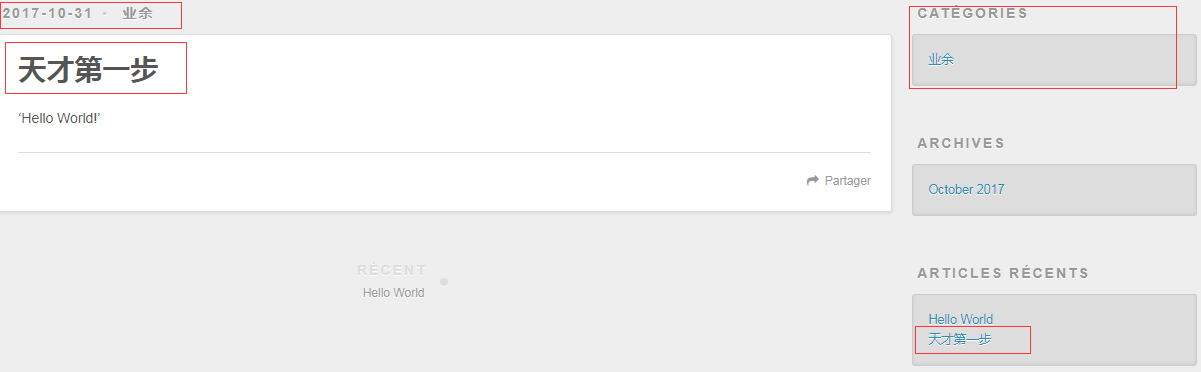 2017-10-31 · 业余
天才第一步
‘Hello World!’
Partager
RÉCENT
Hello World
CATÉGORIES
业余
ARCHIVES
October 2017
ARTICLES RÉCENTS
Hello World
天才第一步